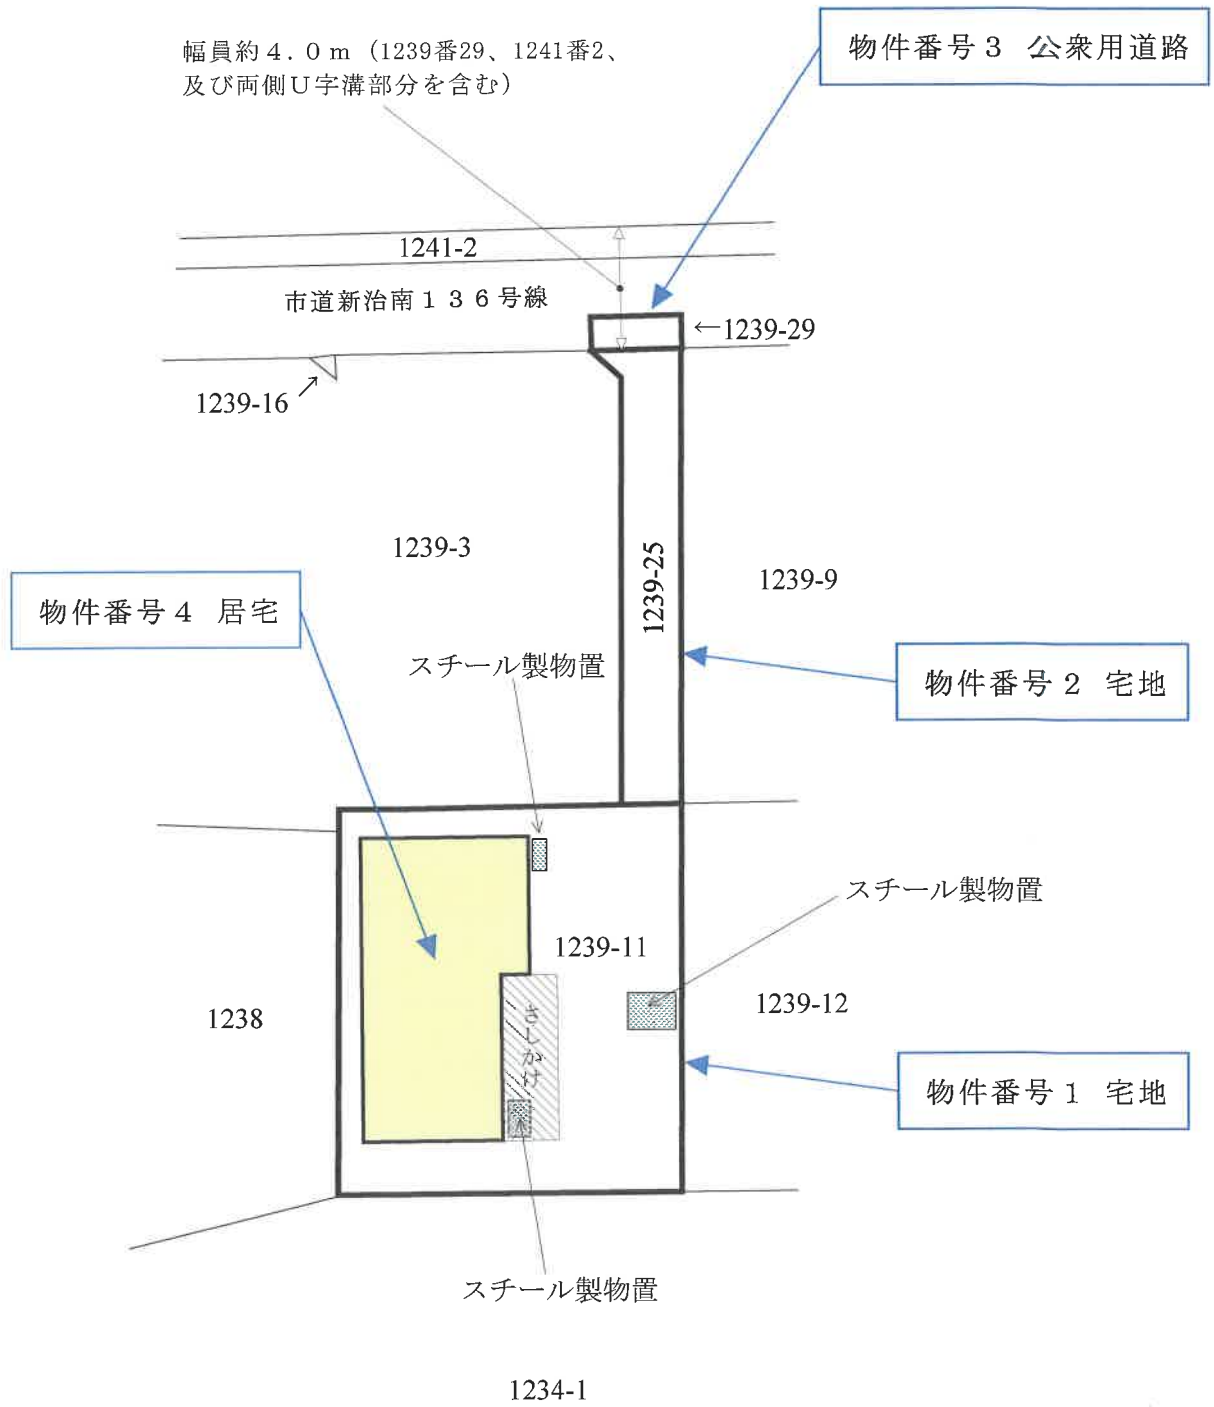 幅員約４.０ｍ（1239番29、1241番2、
及び両側Ｕ字溝部分を含む）
物件番号３ 公衆用道路
1241-2
市道新治南１３６号線
←1239-29
1239-16
1239-3
1239-25
1239-9
物件番号４ 居宅
スチール製物置
物件番号２ 宅地
スチール製物置
1239-11
1239-12
1238
さしかけ
物件番号１ 宅地
スチール製物置
1234-1